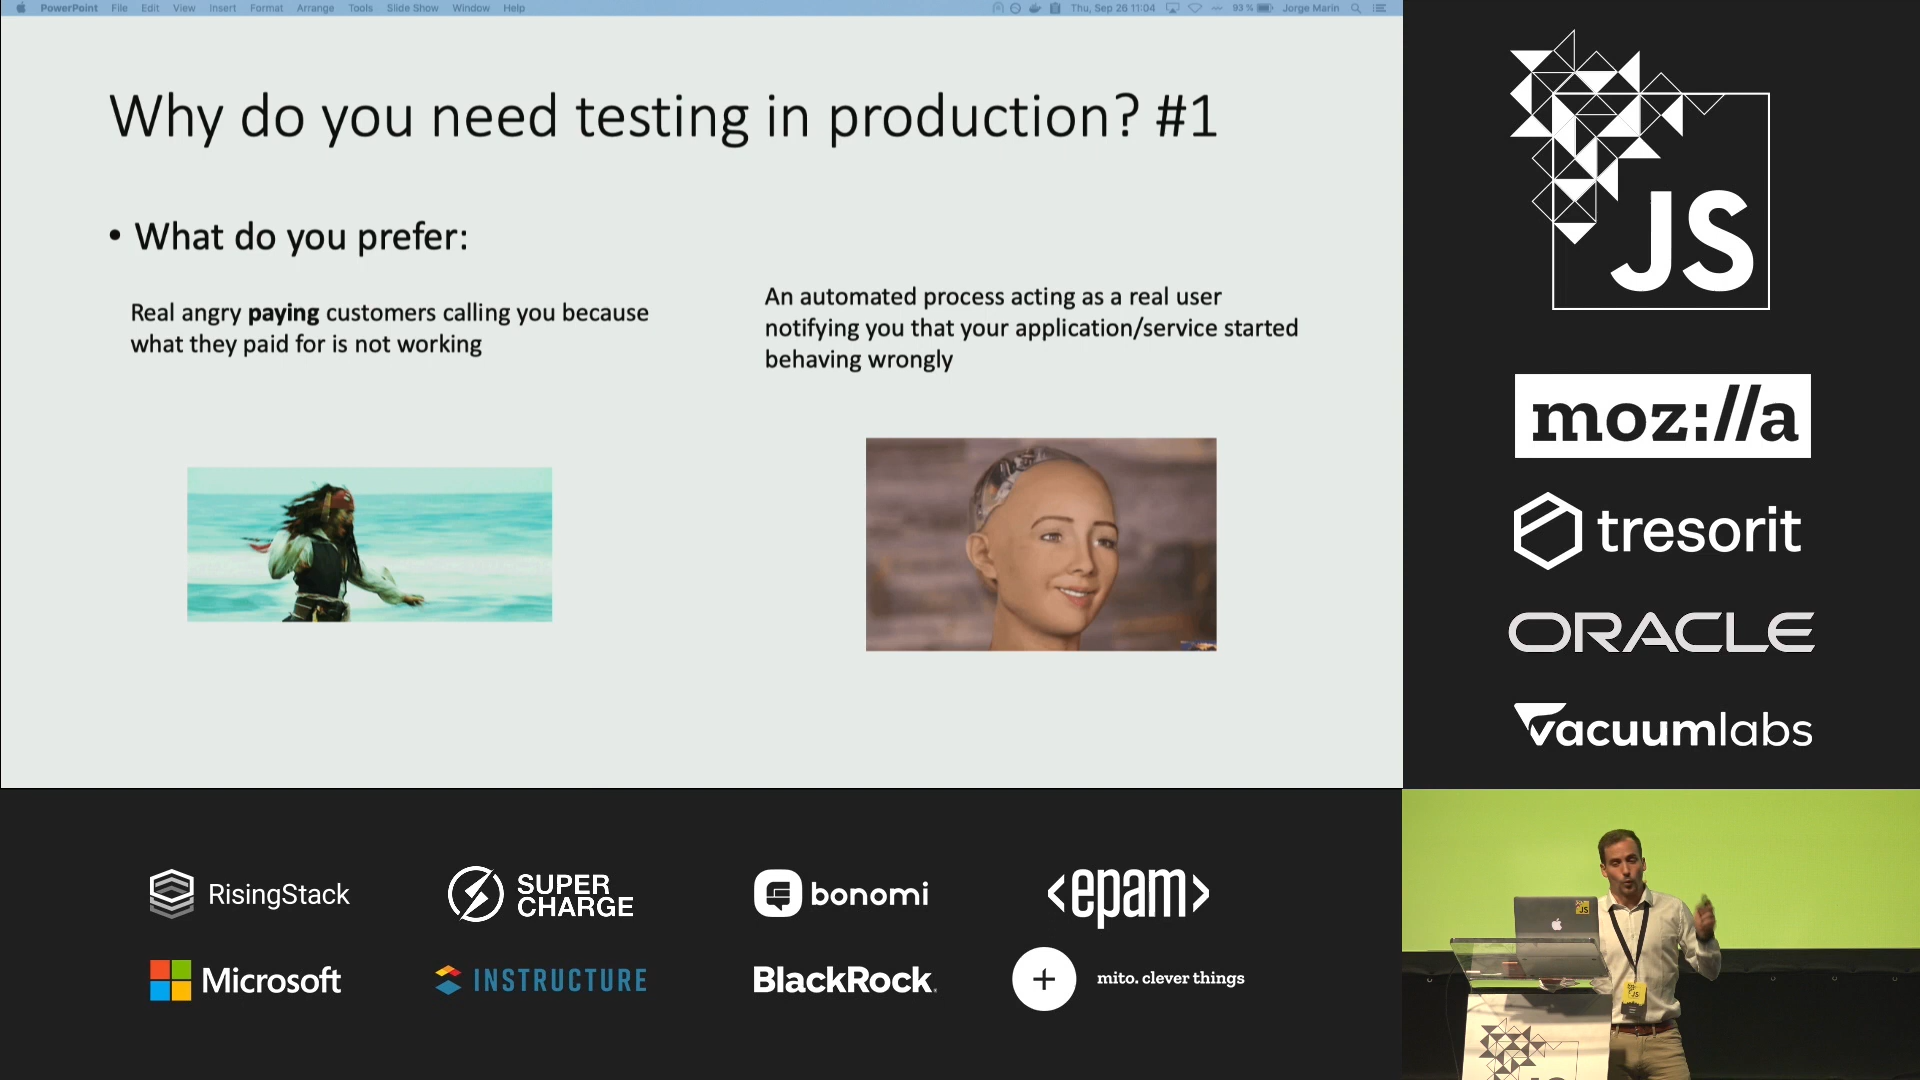 PowerPoint File Edit View Insert Format Arrange Tools Slide Show Window Help
Thu, Sep 26 11:04 93 % Jorge Marin
Why do you need testing in production? #1
• What do you prefer:
Real angry paying customers calling you because
what they paid for is not working
An automated process acting as a real user
notifying you that your application/service started
behaving wrongly
JS
moz://a
tresorit
ORACLE
vacuumlabs
RisingStack
SUPER
CHARGE
bonomi
<epam>
Microsoft
INSTRUCTURE
BlackRock.
+ mito. clever things
JS
JS
JS